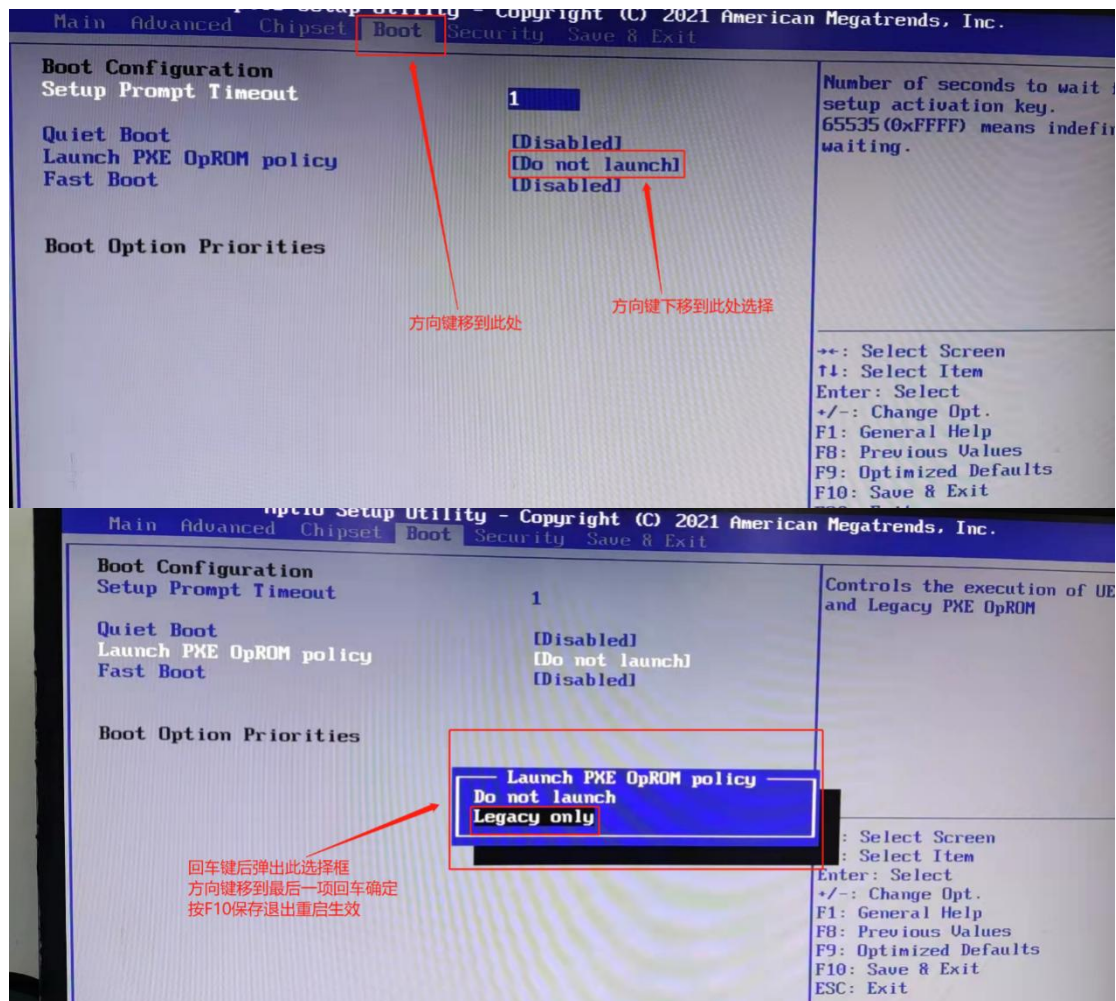 Aptio Setup Utility - Copyright (C) 2021 American Megatrends, Inc.
Main Advanced Chipset Boot Security Save & Exit
Boot Configuration
Setup Prompt Timeout 1
Quiet Boot [Disabled]
Launch PXE OpROM policy [Do not launch]
Fast Boot [Disabled]
Boot Option Priorities
方向键移到此处
方向键下移到此处选择
Number of seconds to wait
setup activation key.
65535(0xFFFF) means indefin
waiting.
→←: Select Screen
↑↓: Select Item
Enter: Select
+/-: Change Opt.
F1: General Help
F8: Previous Values
F9: Optimized Defaults
F10: Save & Exit
Aptio Setup Utility - Copyright (C) 2021 American Megatrends, Inc.
Main Advanced Chipset Boot Security Save & Exit
Boot Configuration
Setup Prompt Timeout 1
Quiet Boot [Disabled]
Launch PXE OpROM policy [Do not launch]
Fast Boot [Disabled]
Boot Option Priorities
Launch PXE OpROM policy
Do not launch
Legacy only
回车键后弹出此选择框
方向键移到最后一项回车确定
按F10保存退出重启生效
Controls the execution of UE
and Legacy PXE OpROM
: Select Screen
: Select Item
Enter: Select
+/-: Change Opt.
F1: General Help
F8: Previous Values
F9: Optimized Defaults
F10: Save & Exit
ESC: Exit